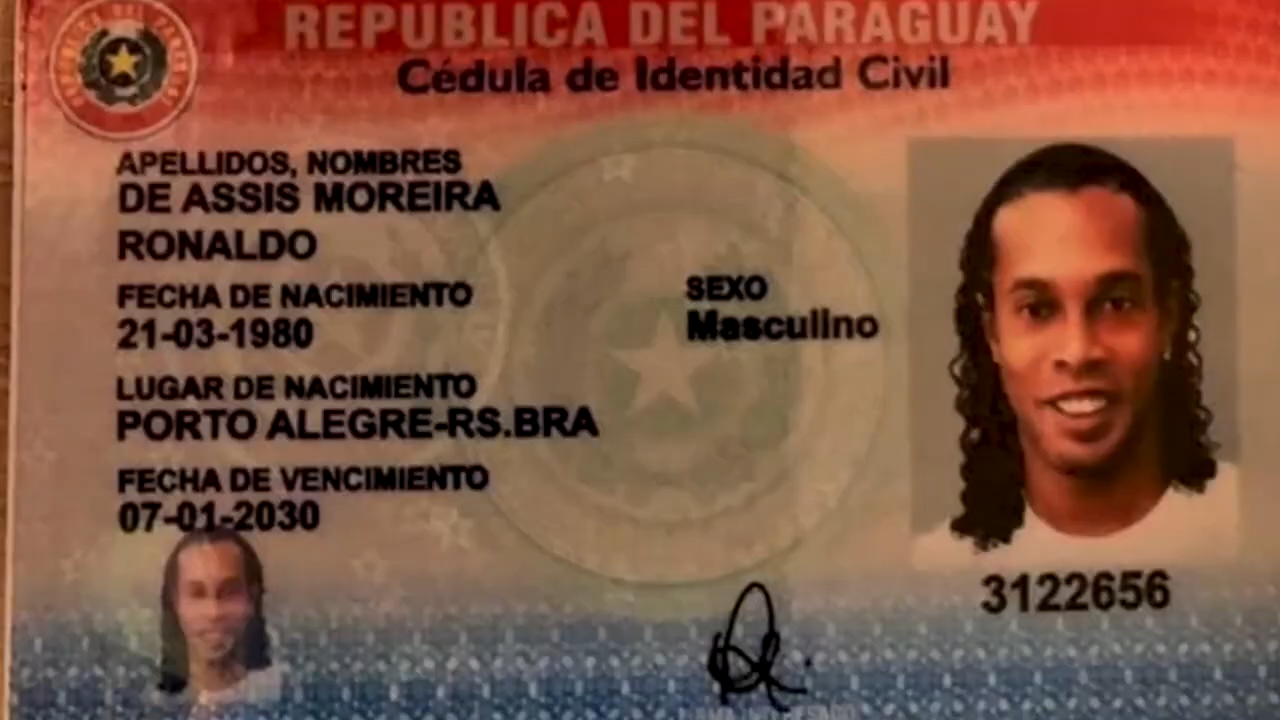 REPUBLICA DEL PARAGUAY
Cédula de Identidad Civil
APELLIDOS, NOMBRES
DE ASSIS MOREIRA
RONALDO
FECHA DE NACIMIENTO
21-03-1980
SEXO
Masculino
LUGAR DE NACIMIENTO
PORTO ALEGRE-RS.BRA
FECHA DE VENCIMIENTO
07-01-2030
3122656